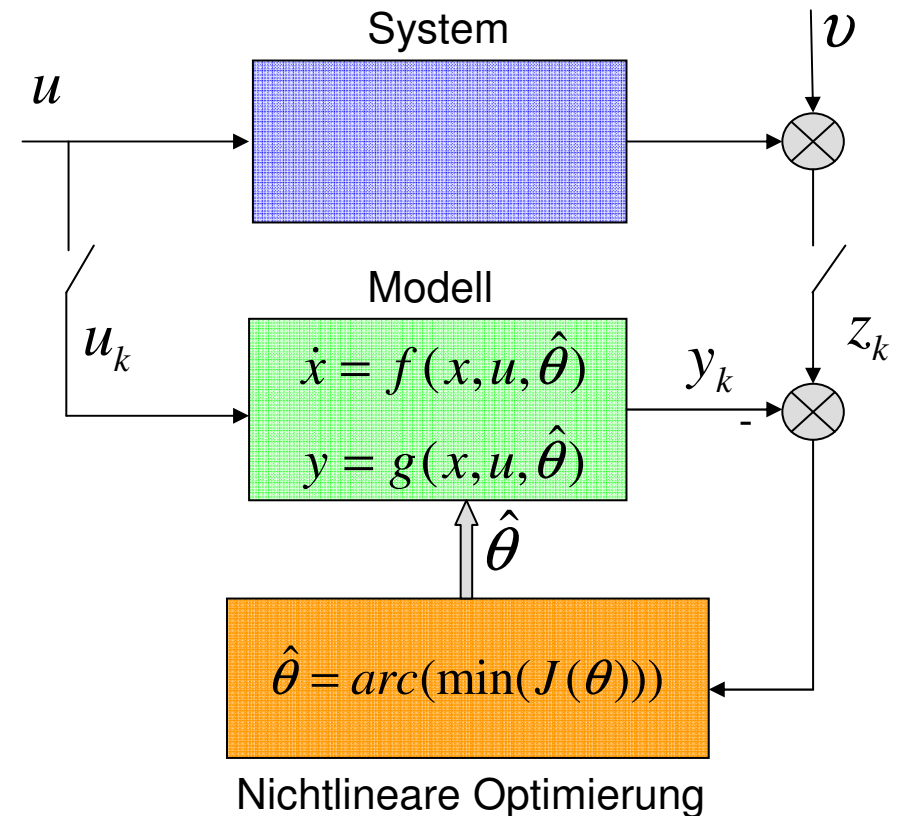 System
υ
u
Modell
u_k
ẋ = f(x,u,θ̂)
y = g(x,u,θ̂)
y_k
z_k
-
θ̂
θ̂ = arc(min(J(θ)))
Nichtlineare Optimierung